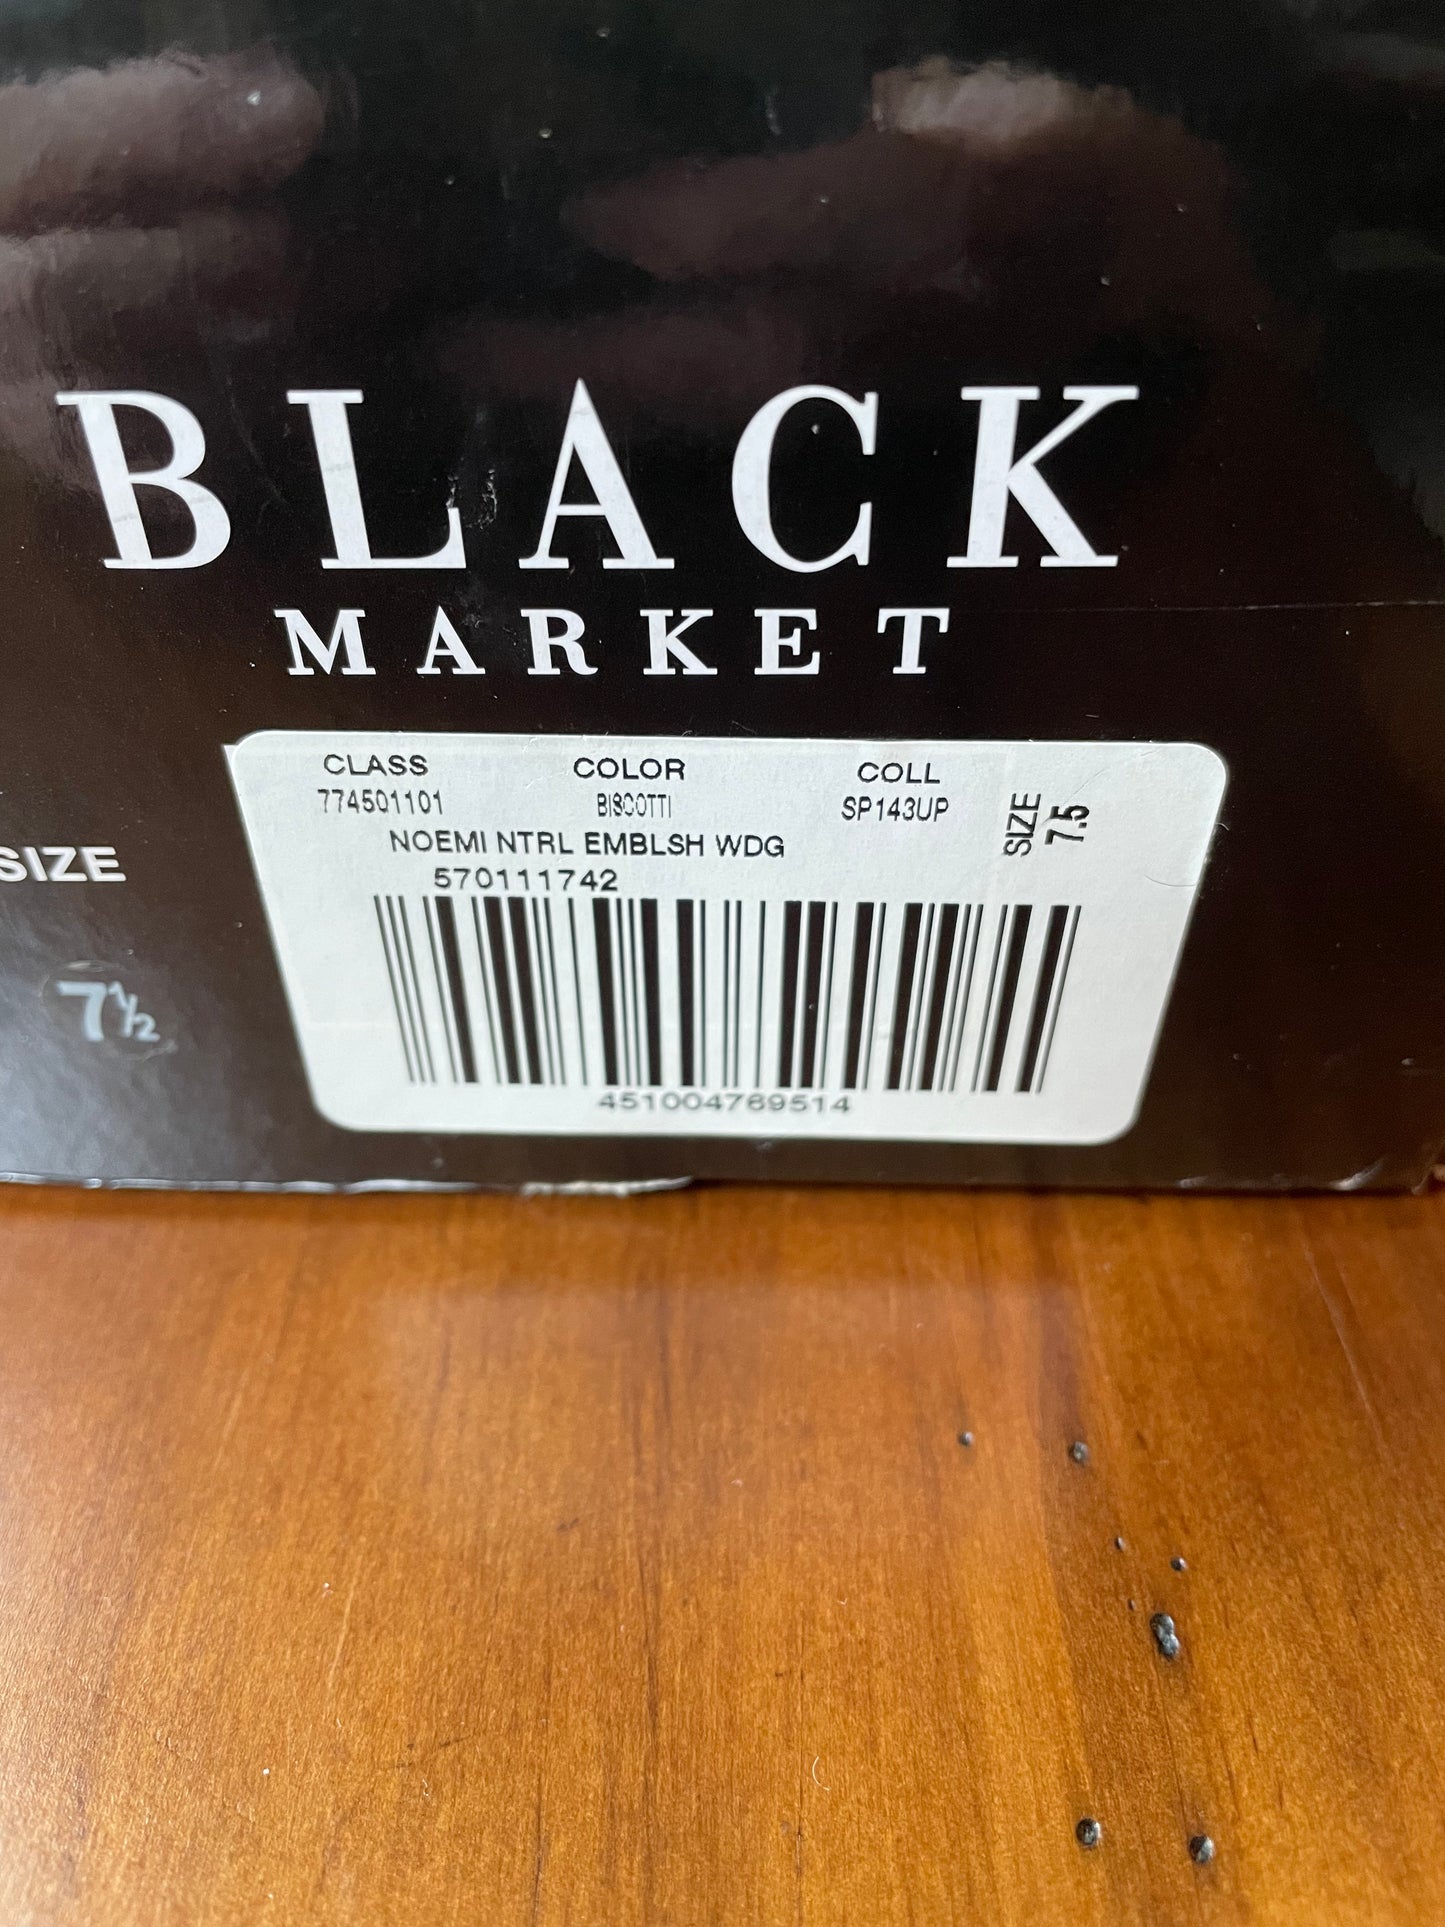 BLACK
MARKET
CLASS COLOR COLL
774501101 BISCOTTI SP143UP
SIZE
7.5
NOEMI NTRL EMBLSH WDG
570111742
451004769514
SIZE
7½